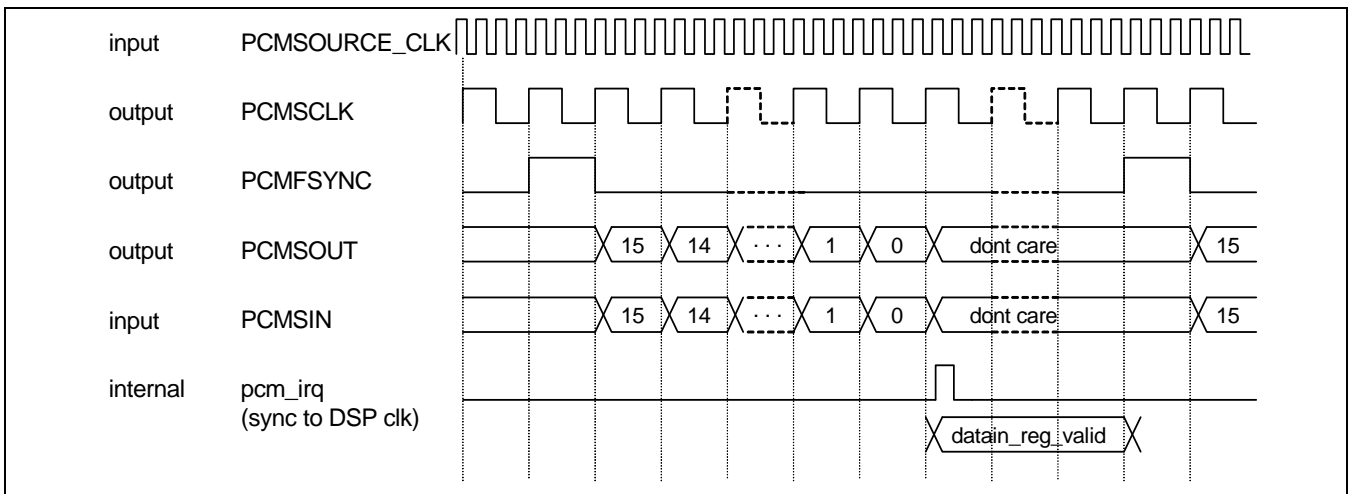 input PCMSOURCE_CLK
output PCMSCLK
output PCMFSYNC
output PCMSOUT 15 14 · · · 1 0 dont care 15
input PCMSIN 15 14 · · · 1 0 dont care 15
internal pcm_irq
(sync to DSP clk)
datain_reg_valid